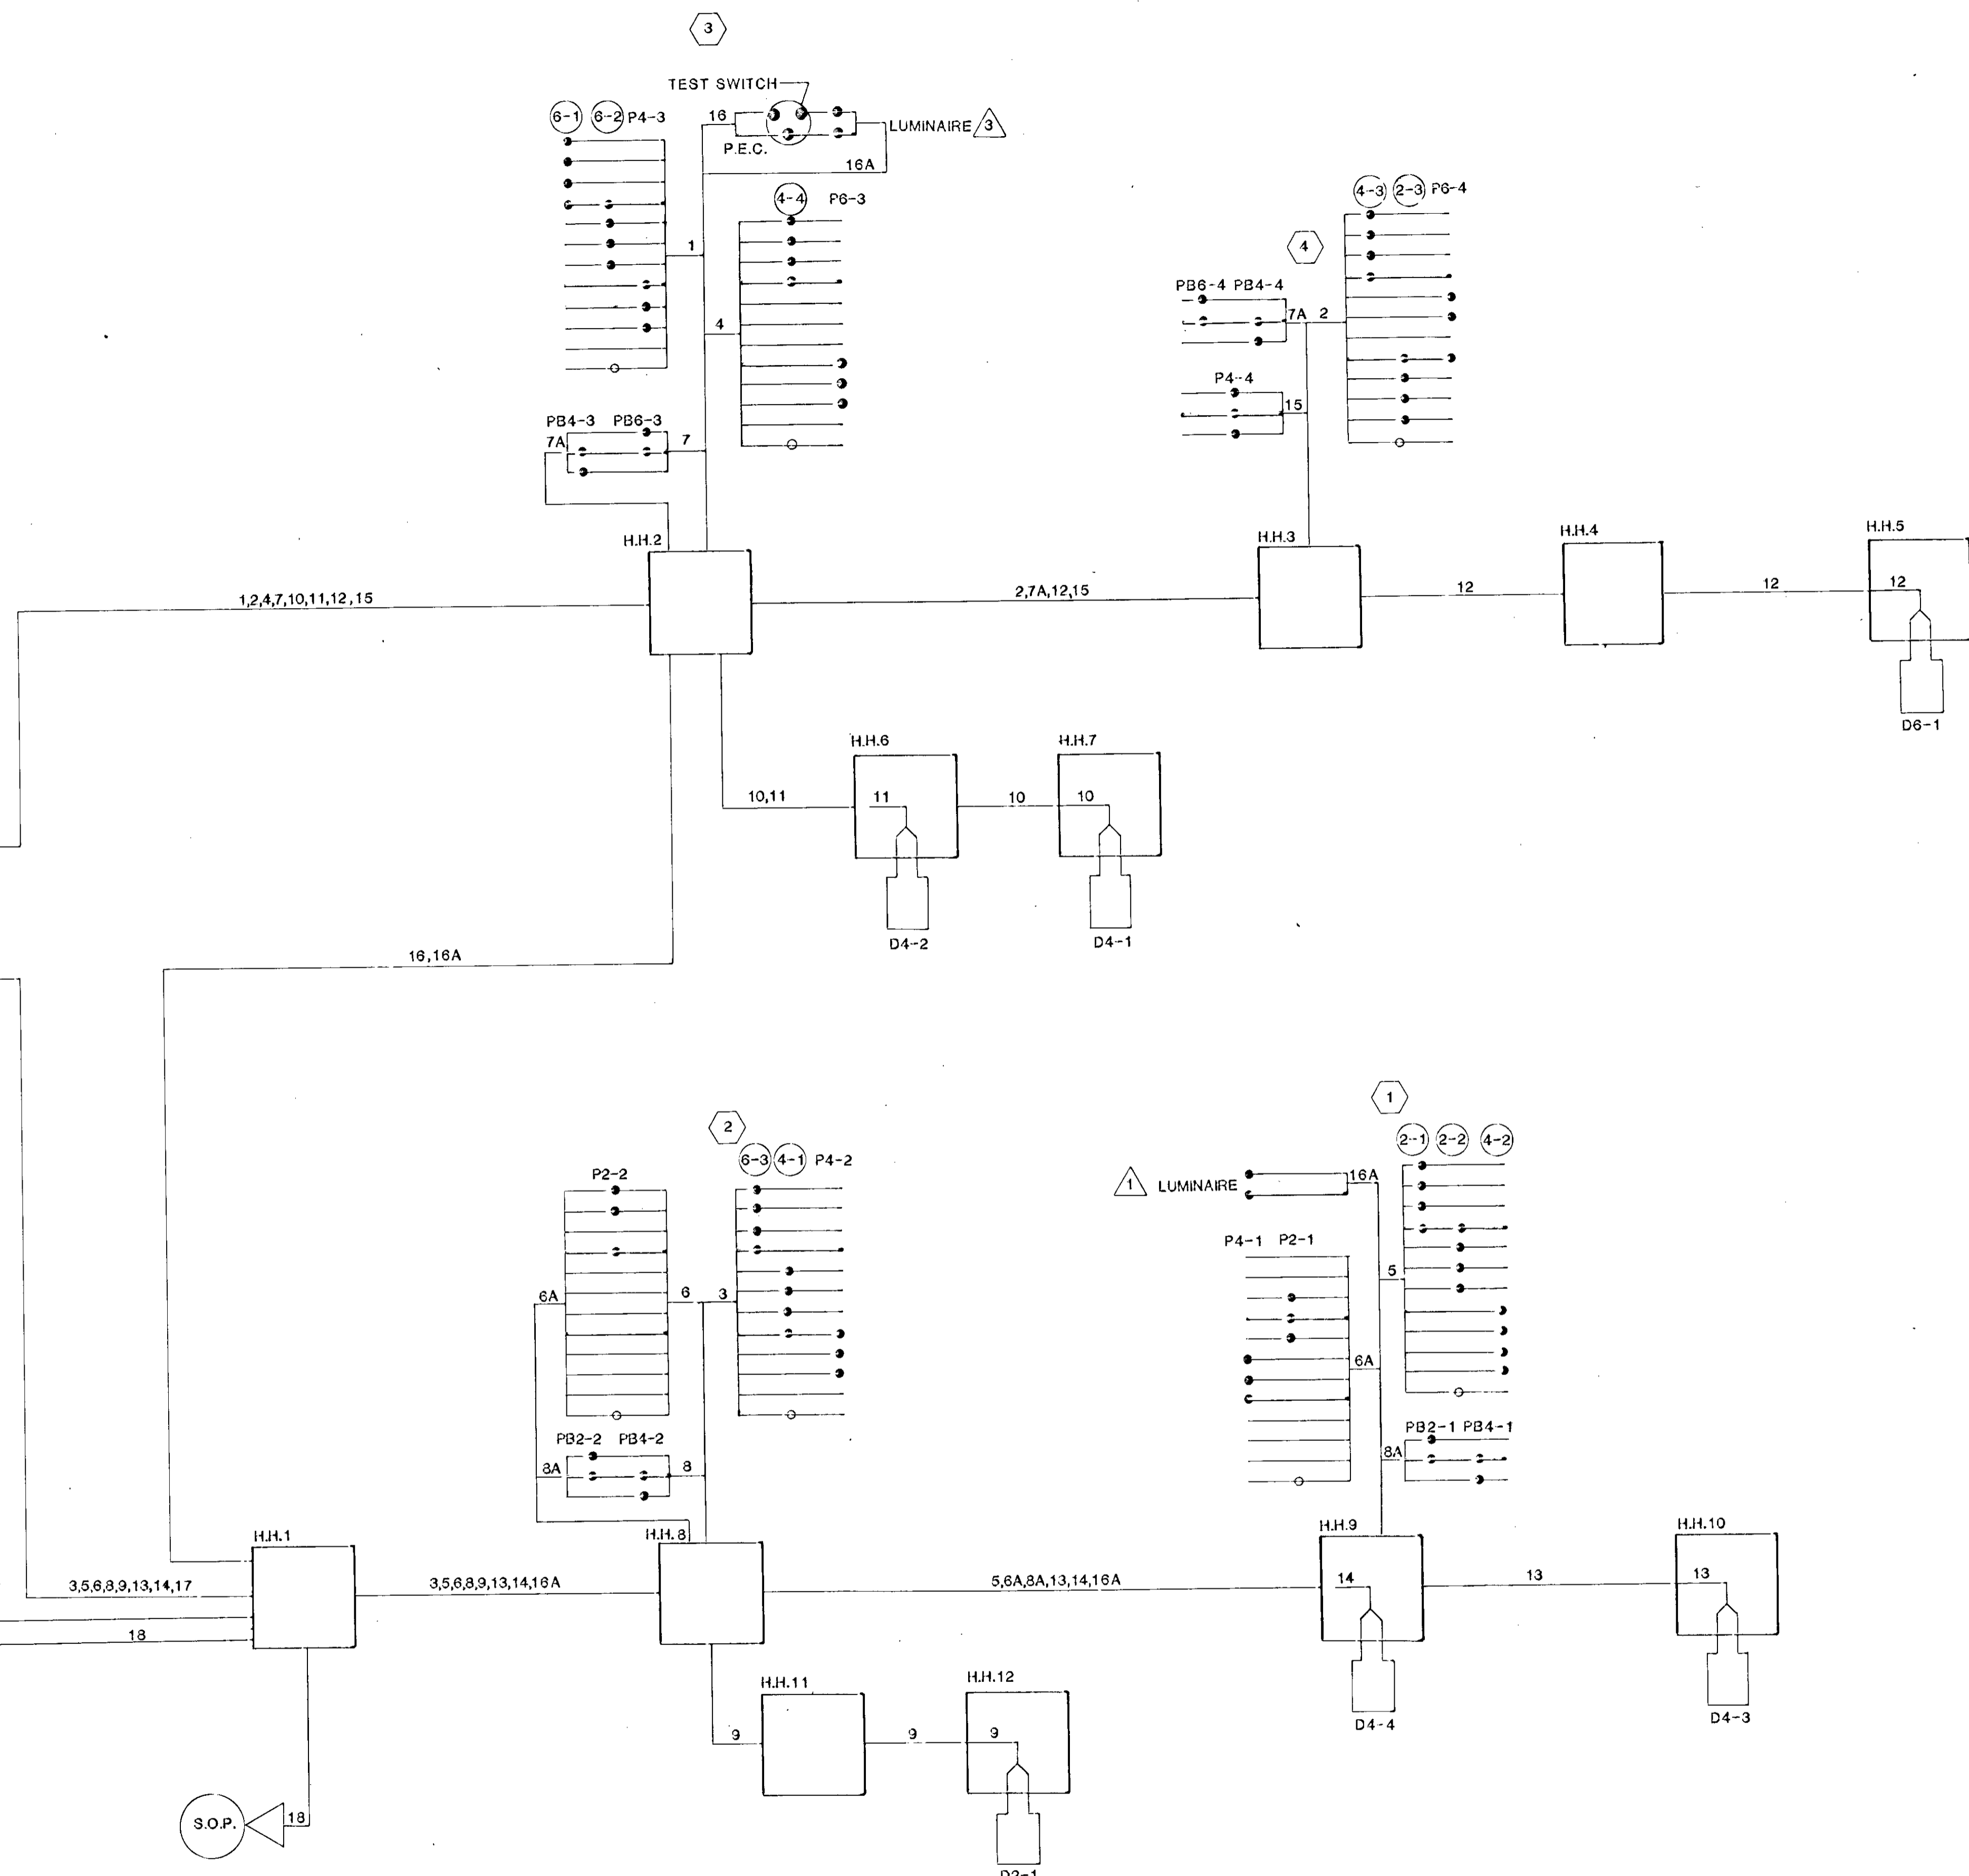 3
TEST SWITCH
6-1 6-2 P4-3
16
LUMINAIRE 3
P.E.C.
16A
4-4 P6-3
1
4
4-3 2-3 P6-4
4
PB6-4 PB4-4
7A 2
P4-4
15
PB4-3 PB6-3
7A
7
H.H.2
H.H.3
H.H.4
H.H.5
1,2,4,7,10,11,12,15
2,7A,12,15
12
12
12
D6-1
H.H.6
H.H.7
10,11
11
10
10
D4-2
D4-1
16,16A
2
6-3 4-1 P4-2
P2-2
6A
6
3
PB2-2 PB4-2
8A
8
1
2-1 2-2 4-2
1 LUMINAIRE
16A
P4-1 P2-1
5
6A
PB2-1 PB4-1
8A
H.H.1
H.H.8
H.H.9
H.H.10
3,5,6,8,9,13,14,17
3,5,6,8,9,13,14,16A
5,6A,8A,13,14,16A
14
13
13
18
D4-4
D4-3
H.H.11
H.H.12
9
9
9
S.O.P.
18